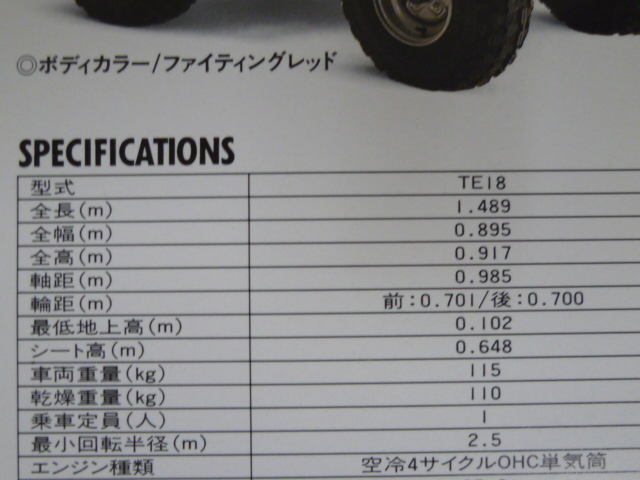 ◎ボディカラー/ファイティングレッド
SPECIFICATIONS
型式 TE18
全長(m) 1.489
全幅(m) 0.895
全高(m) 0.917
軸距(m) 0.985
輪距(m) 前:0.701/後:0.700
最低地上高(m) 0.102
シート高(m) 0.648
車両重量(kg) 115
乾燥重量(kg) 110
乗車定員(人) 1
最小回転半径(m) 2.5
エンジン種類 空冷4サイクルOHC単気筒